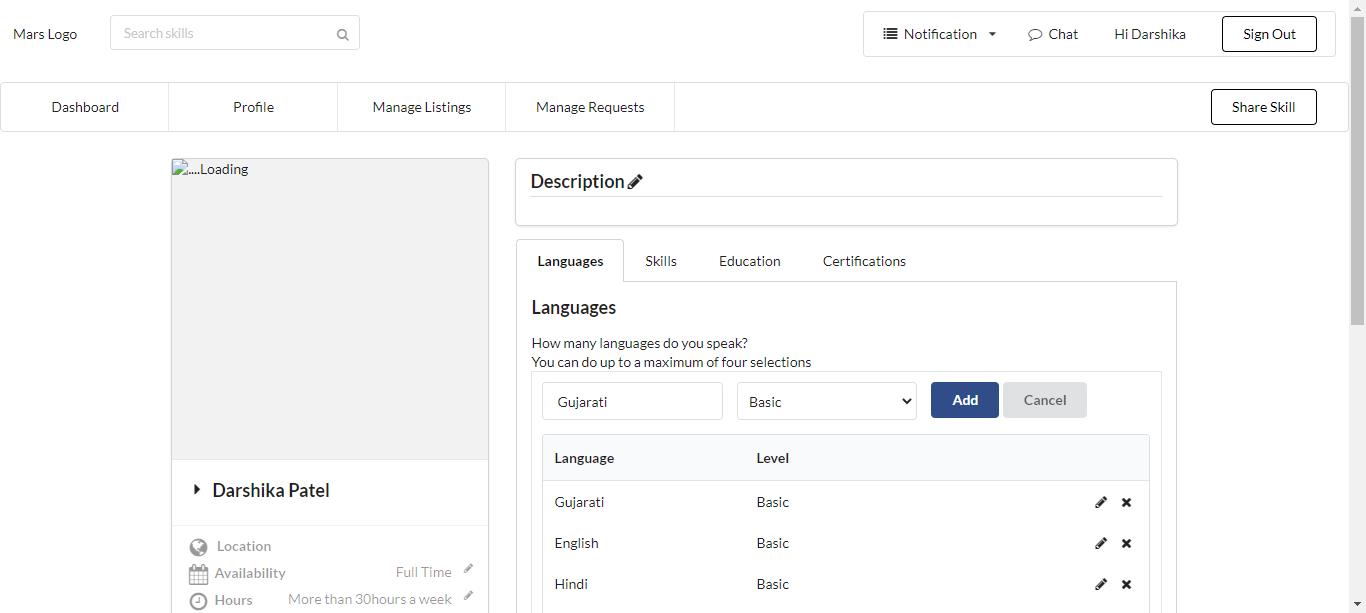 Mars Logo
Search skills
Notification
Chat
Hi Darshika
Sign Out
Dashboard
Profile
Manage Listings
Manage Requests
Share Skill
....Loading
Darshika Patel
Location
Availability
Full Time
Hours
More than 30hours a week
Description
Languages
Skills
Education
Certifications
Languages
How many languages do you speak?
You can do up to a maximum of four selections
Gujarati
Basic
Add
Cancel
Language Level
Gujarati Basic
English Basic
Hindi Basic